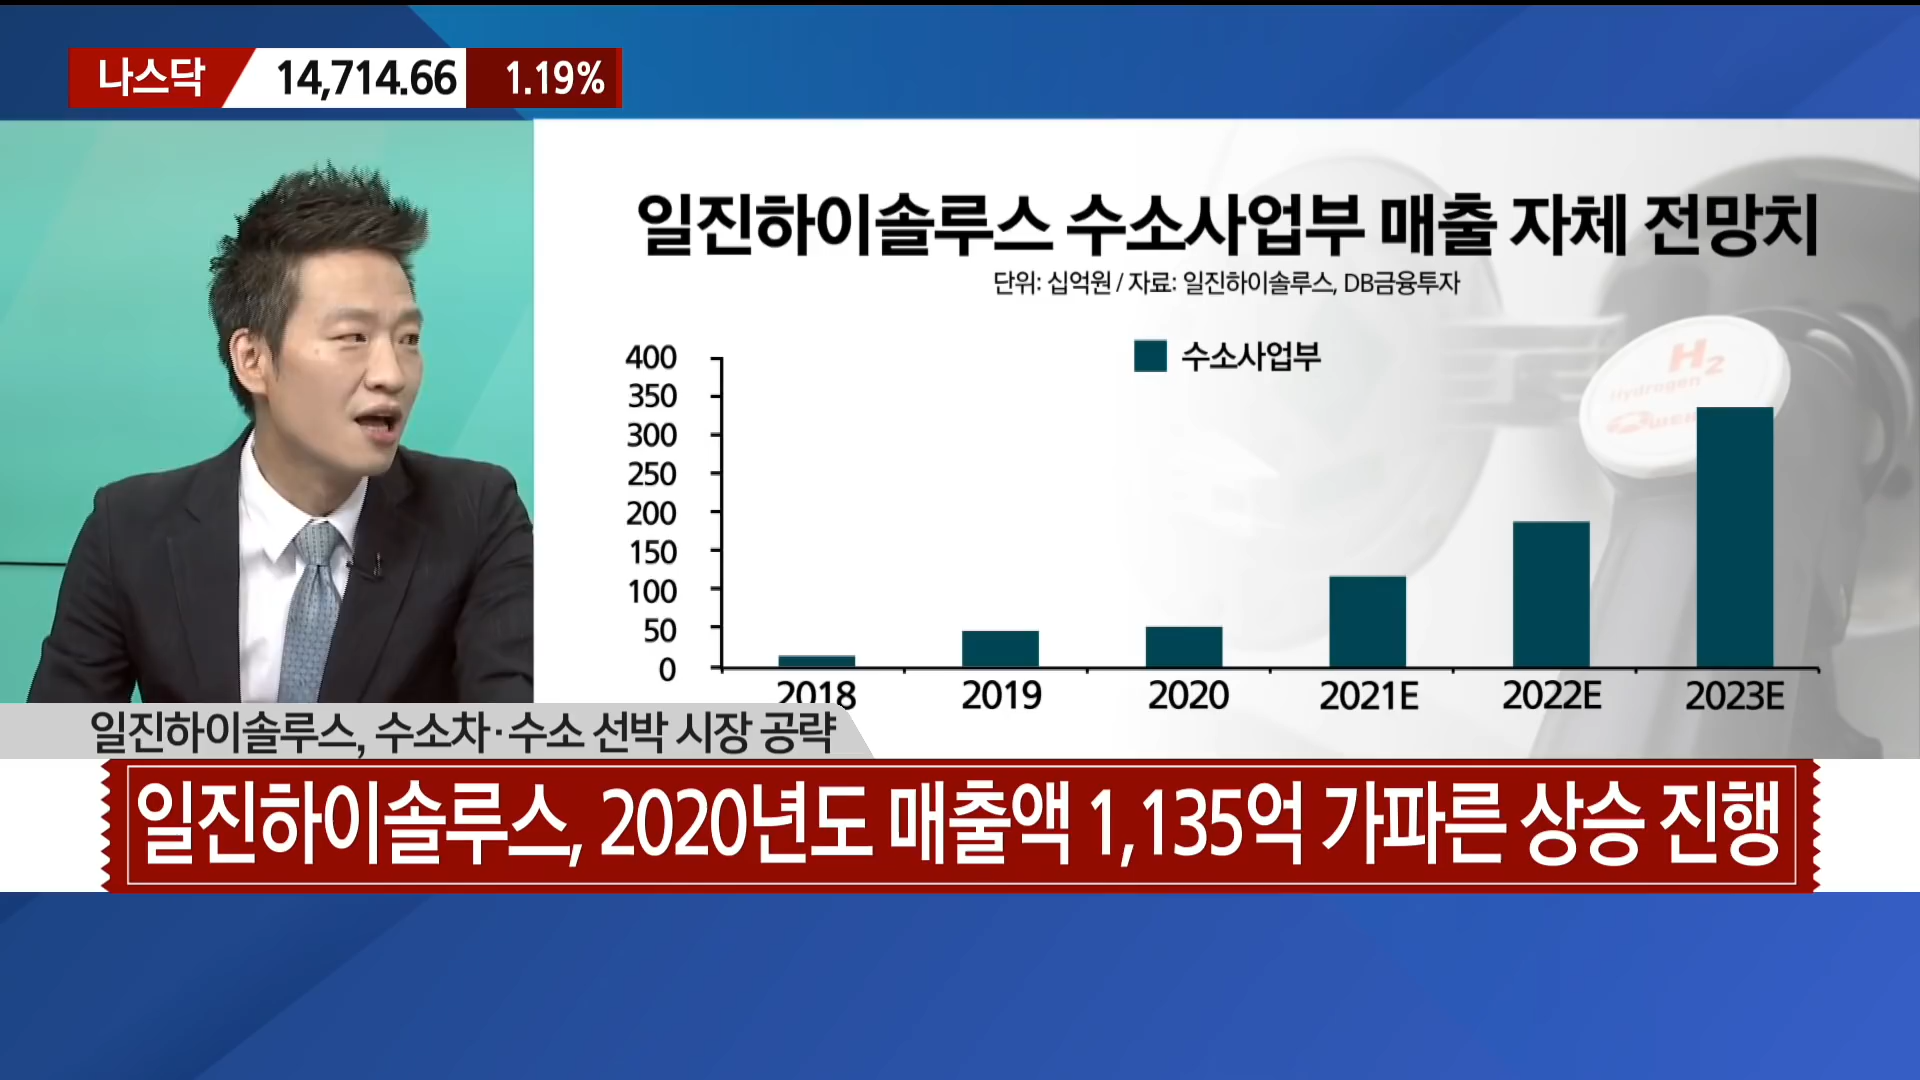 나스닥 14,714.66 1.19%
일진하이솔루스 수소사업부 매출 자체 전망치
단위: 십억원 / 자료: 일진하이솔루스, DB금융투자
수소사업부
400
350
300
250
200
150
100
50
0
2018 2019 2020 2021E 2022E 2023E
H2
Hydrogen
일진하이솔루스, 수소차·수소 선박 시장 공략
일진하이솔루스, 2020년도 매출액 1,135억 가파른 상승 진행